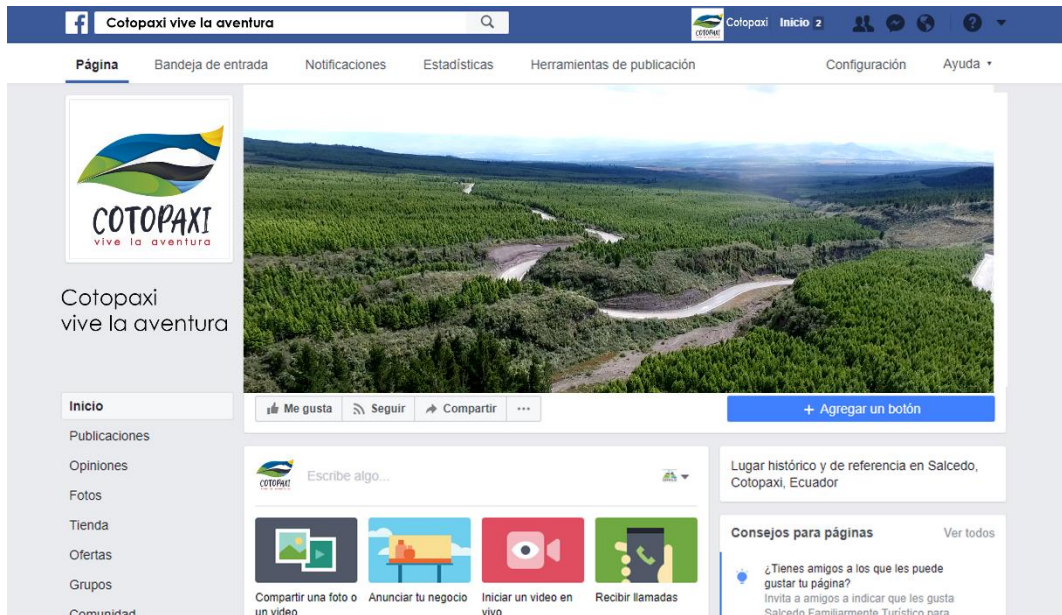 Cotopaxi vive la aventura
Cotopaxi Inicio 2
Página Bandeja de entrada Notificaciones Estadísticas Herramientas de publicación Configuración Ayuda
COTOPAXI
vive la aventura
Cotopaxi
vive la aventura
Inicio
Publicaciones
Opiniones
Fotos
Tienda
Ofertas
Grupos
Comunidad
Me gusta Seguir Compartir ...
+ Agregar un botón
COTOPAXI
Escribe algo...
Compartir una foto o
un video
Anunciar tu negocio
Iniciar un video en
vivo
Recibir llamadas
Lugar histórico y de referencia en Salcedo,
Cotopaxi, Ecuador
Consejos para páginas Ver todos
¿Tienes amigos a los que les puede
gustar tu página?
Invita a amigos a indicar que les gusta
Salcedo Familiarmente Turístico para